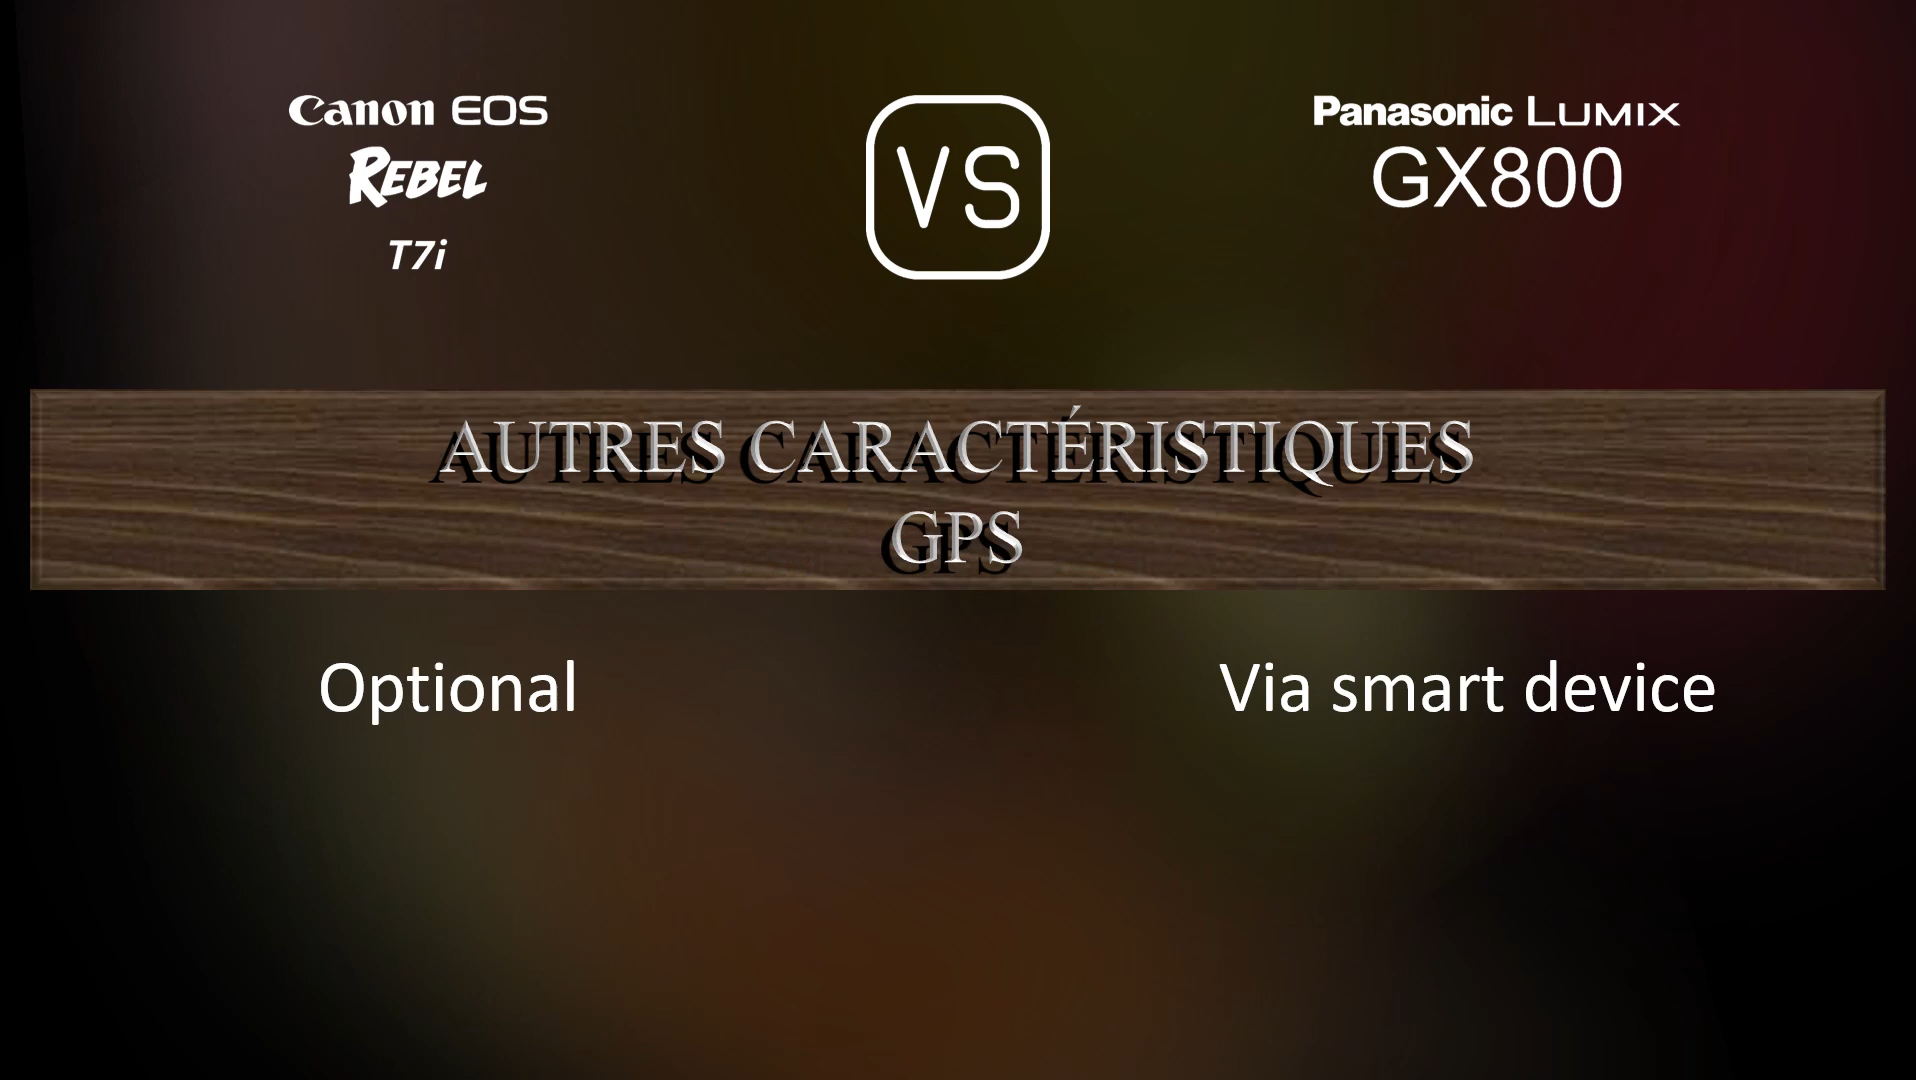 Canon EOS
REBEL
T7i
VS
Panasonic LUMIX
GX800
AUTRES CARACTÉRISTIQUES
GPS
Optional
Via smart device